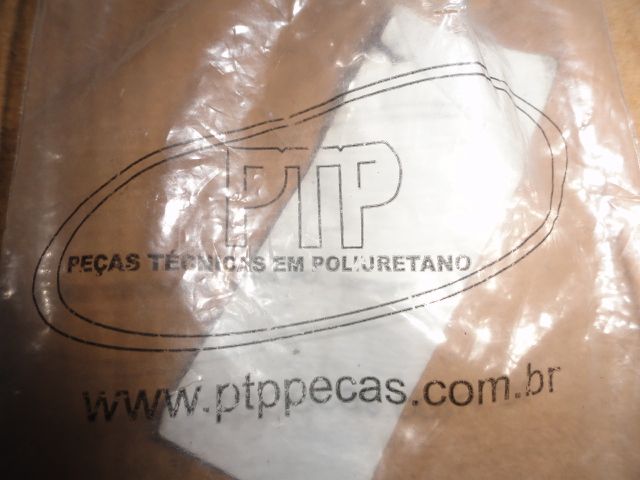 PTP
PEÇAS TÉCNICAS EM POLIURETANO
www.ptppecas.com.br